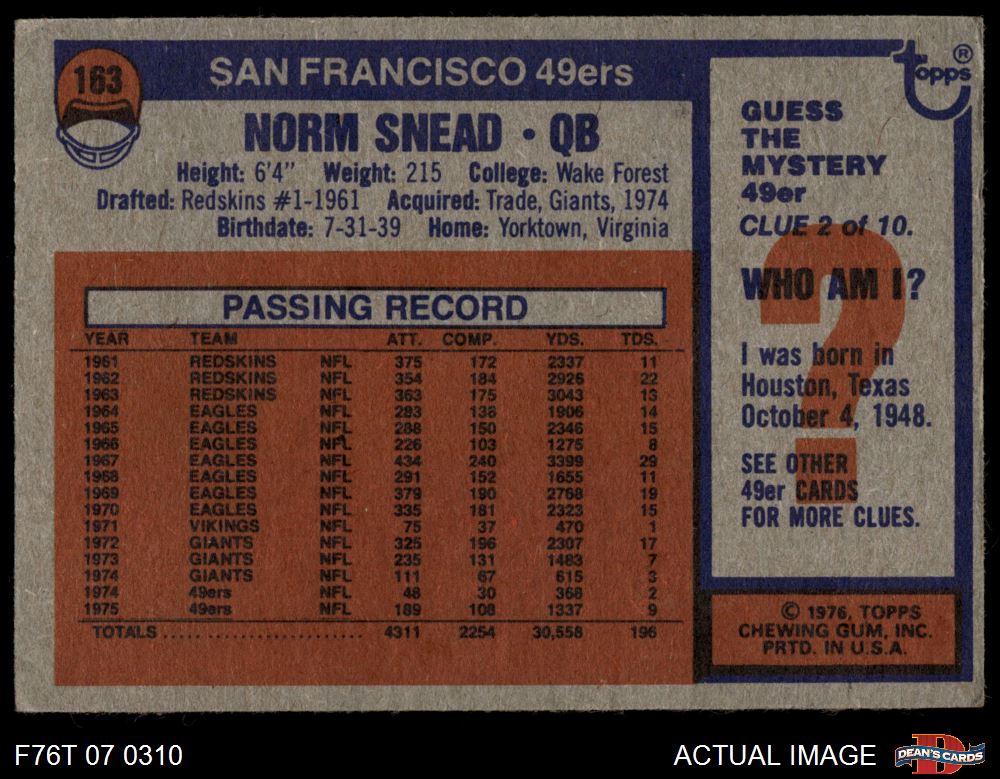 163
SAN FRANCISCO 49ers
NORM SNEAD • QB
Height: 6'4" Weight: 215 College: Wake Forest
Drafted: Redskins #1-1961 Acquired: Trade, Giants, 1974
Birthdate: 7-31-39 Home: Yorktown, Virginia
PASSING RECORD
YEAR TEAM ATT. COMP. YDS. TDS.
1961 REDSKINS NFL 375 172 2337 11
1962 REDSKINS NFL 354 184 2926 22
1963 REDSKINS NFL 363 175 3043 13
1964 EAGLES NFL 283 138 1906 14
1965 EAGLES NFL 288 150 2346 15
1966 EAGLES NFL 226 103 1275 8
1967 EAGLES NFL 434 240 3399 29
1968 EAGLES NFL 291 152 1655 11
1969 EAGLES NFL 379 190 2768 19
1970 EAGLES NFL 335 181 2323 15
1971 VIKINGS NFL 75 37 470 1
1972 GIANTS NFL 325 196 2307 17
1973 GIANTS NFL 235 131 1483 7
1974 GIANTS NFL 111 67 615 3
1974 49ers NFL 48 30 368 2
1975 49ers NFL 189 108 1337 9
TOTALS ........................ 4311 2254 30,558 196
topps ®
GUESS
THE
MYSTERY
49er
CLUE 2 of 10.
?
WHO AM I?
I was born in
Houston, Texas
October 4, 1948.
SEE OTHER
49er CARDS
FOR MORE CLUES.
© 1976, TOPPS
CHEWING GUM, INC.
PRTD. IN U.S.A.
F76T 07 0310
ACTUAL IMAGE
D
DEAN'S CARDS